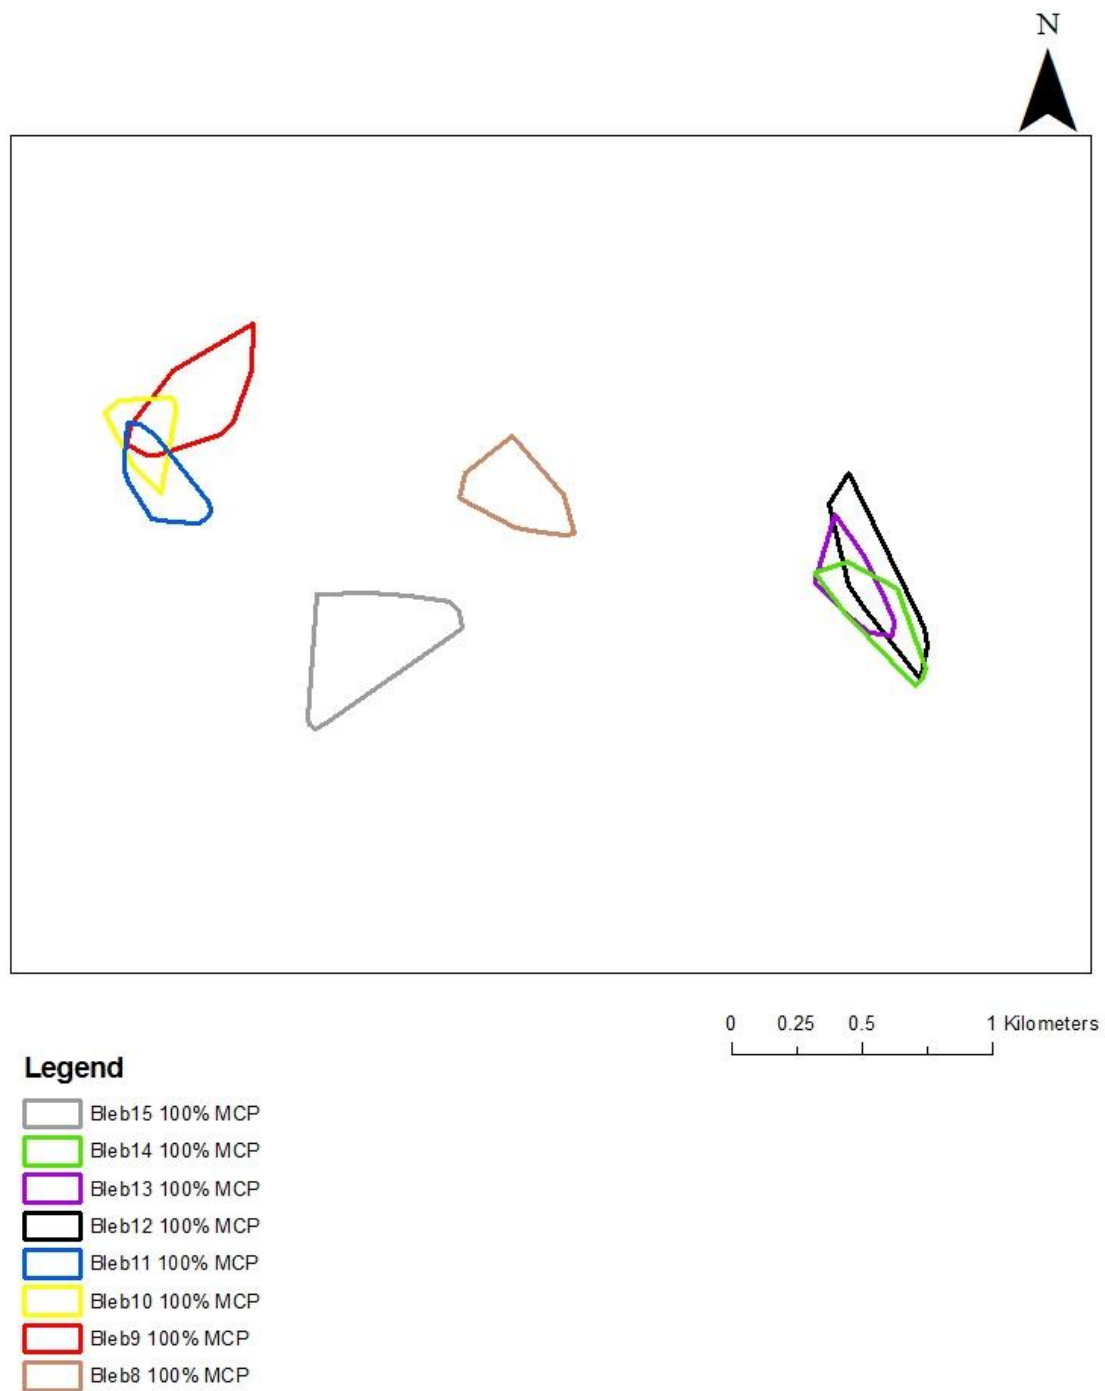 N
0 0.25 0.5 1 Kilometers
Legend
Bleb15 100% MCP
Bleb14 100% MCP
Bleb13 100% MCP
Bleb12 100% MCP
Bleb11 100% MCP
Bleb10 100% MCP
Bleb9 100% MCP
Bleb8 100% MCP